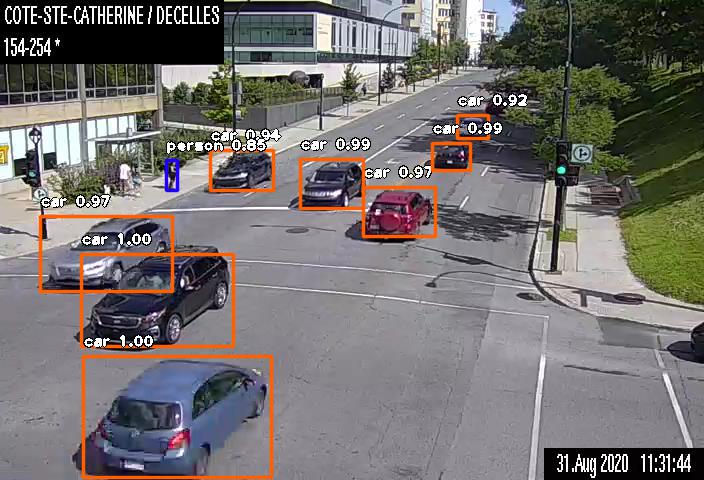 COTE-STE-CATHERINE / DECELLES
154-254 *
car 0.92
car 0.94
car 0.99
person 0.85
car 0.99
car 0.97
car 0.97
car 1.00
car 1.00
31.Aug 2020 11:31:44